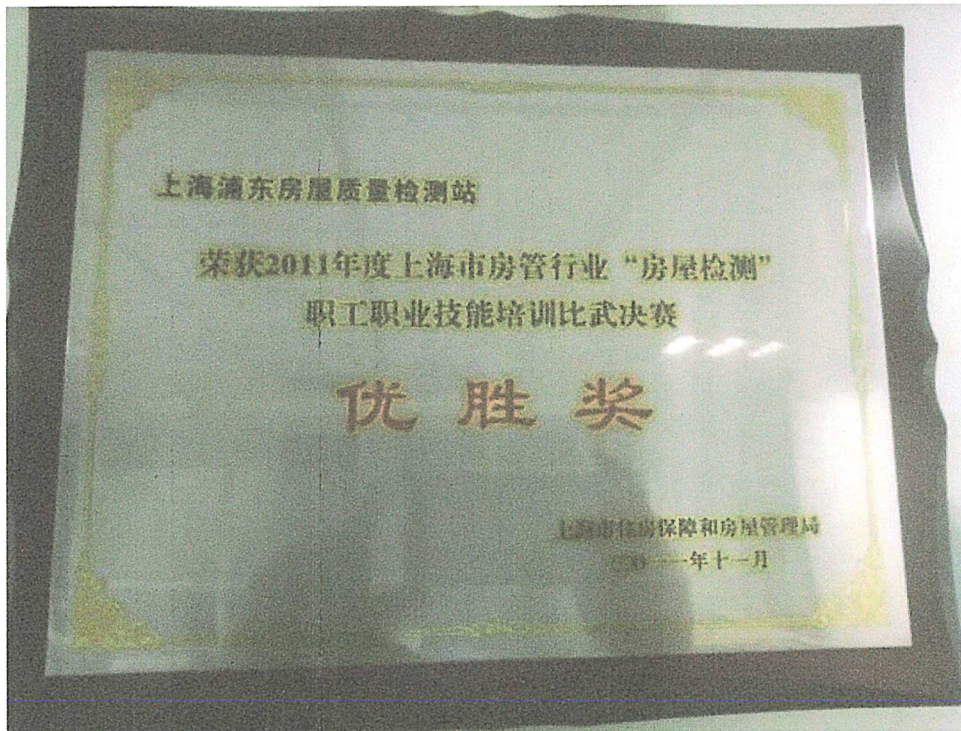 上海浦东房屋质量检测站
荣获2011年度上海市房管行业“房屋检测”
职工职业技能培训比武决赛
优胜奖
上海市住房保障和房屋管理局
二〇一一年十一月